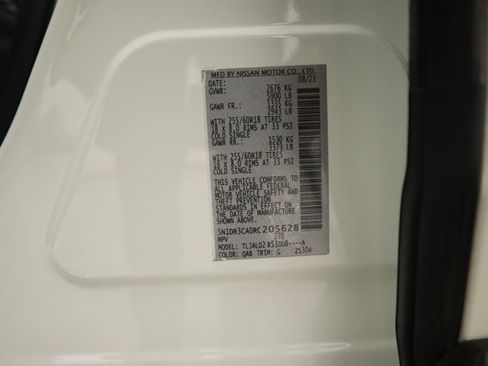 MFD BY NISSAN MOTOR CO., LTD.
DATE: 08/23
GVWR: 2676 KG
5900 LB
GAWR FR.: 1335 KG
2943 LB
WITH 255/60R18 TIRES
18 X 8.0 RIMS AT 33 PSI
COLD SINGLE
GAWR RR.: 1530 KG
3373 LB
WITH 255/60R18 TIRES
18 X 8.0 RIMS AT 33 PSI
COLD SINGLE
THIS VEHICLE CONFORMS TO
ALL APPLICABLE FEDERAL
MOTOR VEHICLE SAFETY
STANDARDS IN EFFECT ON
THE DATE OF MANUFACTURE
SHOWN ABOVE.
5N1DR3CA0RC205628
MPV 270
MODEL:
COLOR: QAB TRIM: G 2S30A